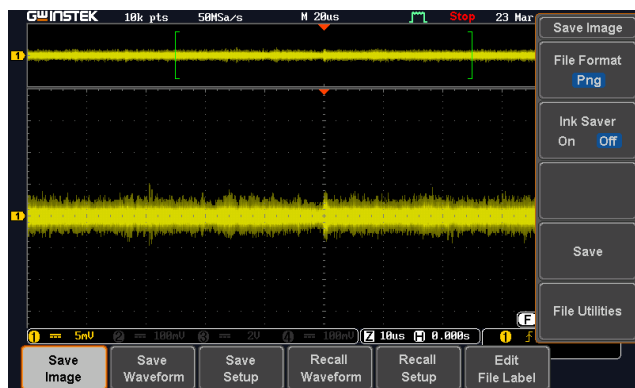 GWINSTEK 10k pts 50MSa/s M 20us Stop 23 Mar
Save Image
File Format
Png
Ink Saver
On Off
Save
File Utilities
1
1
F
1 5mV 2 100mV 3 2V 4 100mV Z 10us H 0.000s 1
Save Image
Save Waveform
Save Setup
Recall Waveform
Recall Setup
Edit File Label